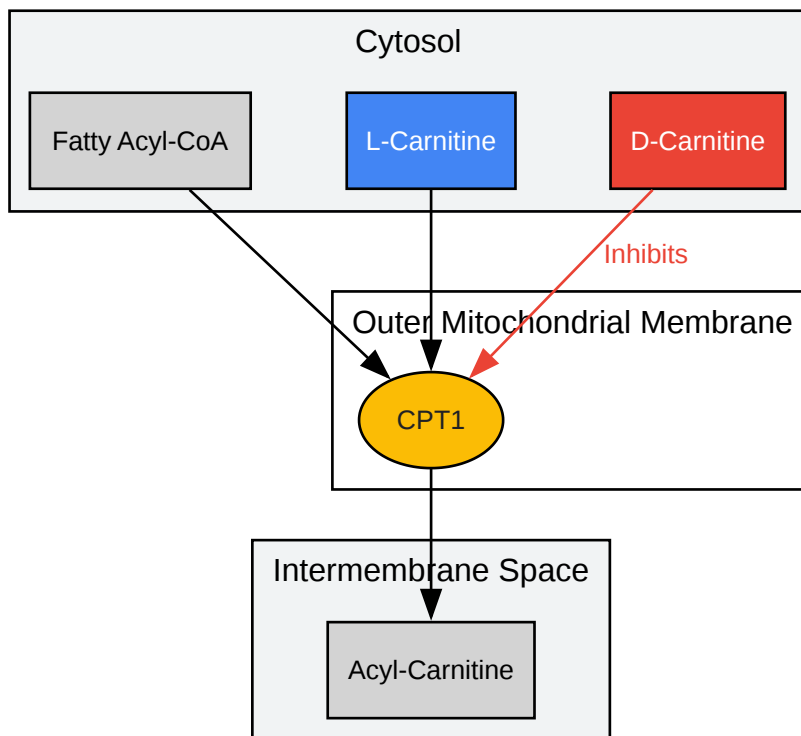 Cytosol
Fatty Acyl-CoA
L-Carnitine
D-Carnitine
Inhibits
Outer Mitochondrial Membrane
CPT1
Intermembrane Space
Acyl-Carnitine